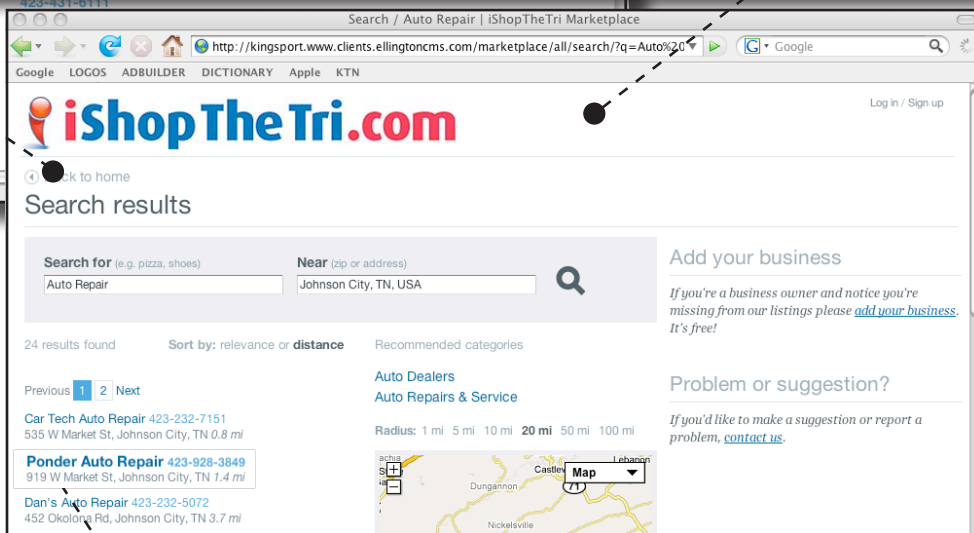 423-431-6111
Search / Auto Repair | iShopTheTri Marketplace
http://kingsport.www.clients.ellingtoncms.com/marketplace/all/search/?q=Auto%20
G Google
Google LOGOS ADBUILDER DICTIONARY Apple KTN
iShopTheTri.com
Log in / Sign up
to home
Search results
Search for (e.g. pizza, shoes)
Near (zip or address)
Auto Repair
Johnson City, TN, USA
Add your business
If you're a business owner and notice you're
missing from our listings please add your business.
It's free!
24 results found
Sort by: relevance or distance
Recommended categories
Auto Dealers
Auto Repairs & Service
Previous 1 2 Next
Problem or suggestion?
If you'd like to make a suggestion or report a
problem, contact us.
Car Tech Auto Repair 423-232-7151
535 W Market St, Johnson City, TN 0.8 mi
Radius: 1 mi 5 mi 10 mi 20 mi 50 mi 100 mi
Ponder Auto Repair 423-928-3849
919 W Market St, Johnson City, TN 1.4 mi
Dan's Auto Repair 423-232-5072
452 Okolona Rd, Johnson City, TN 3.7 mi
Lebanon
Map
71
Dungannon
Nickelsville